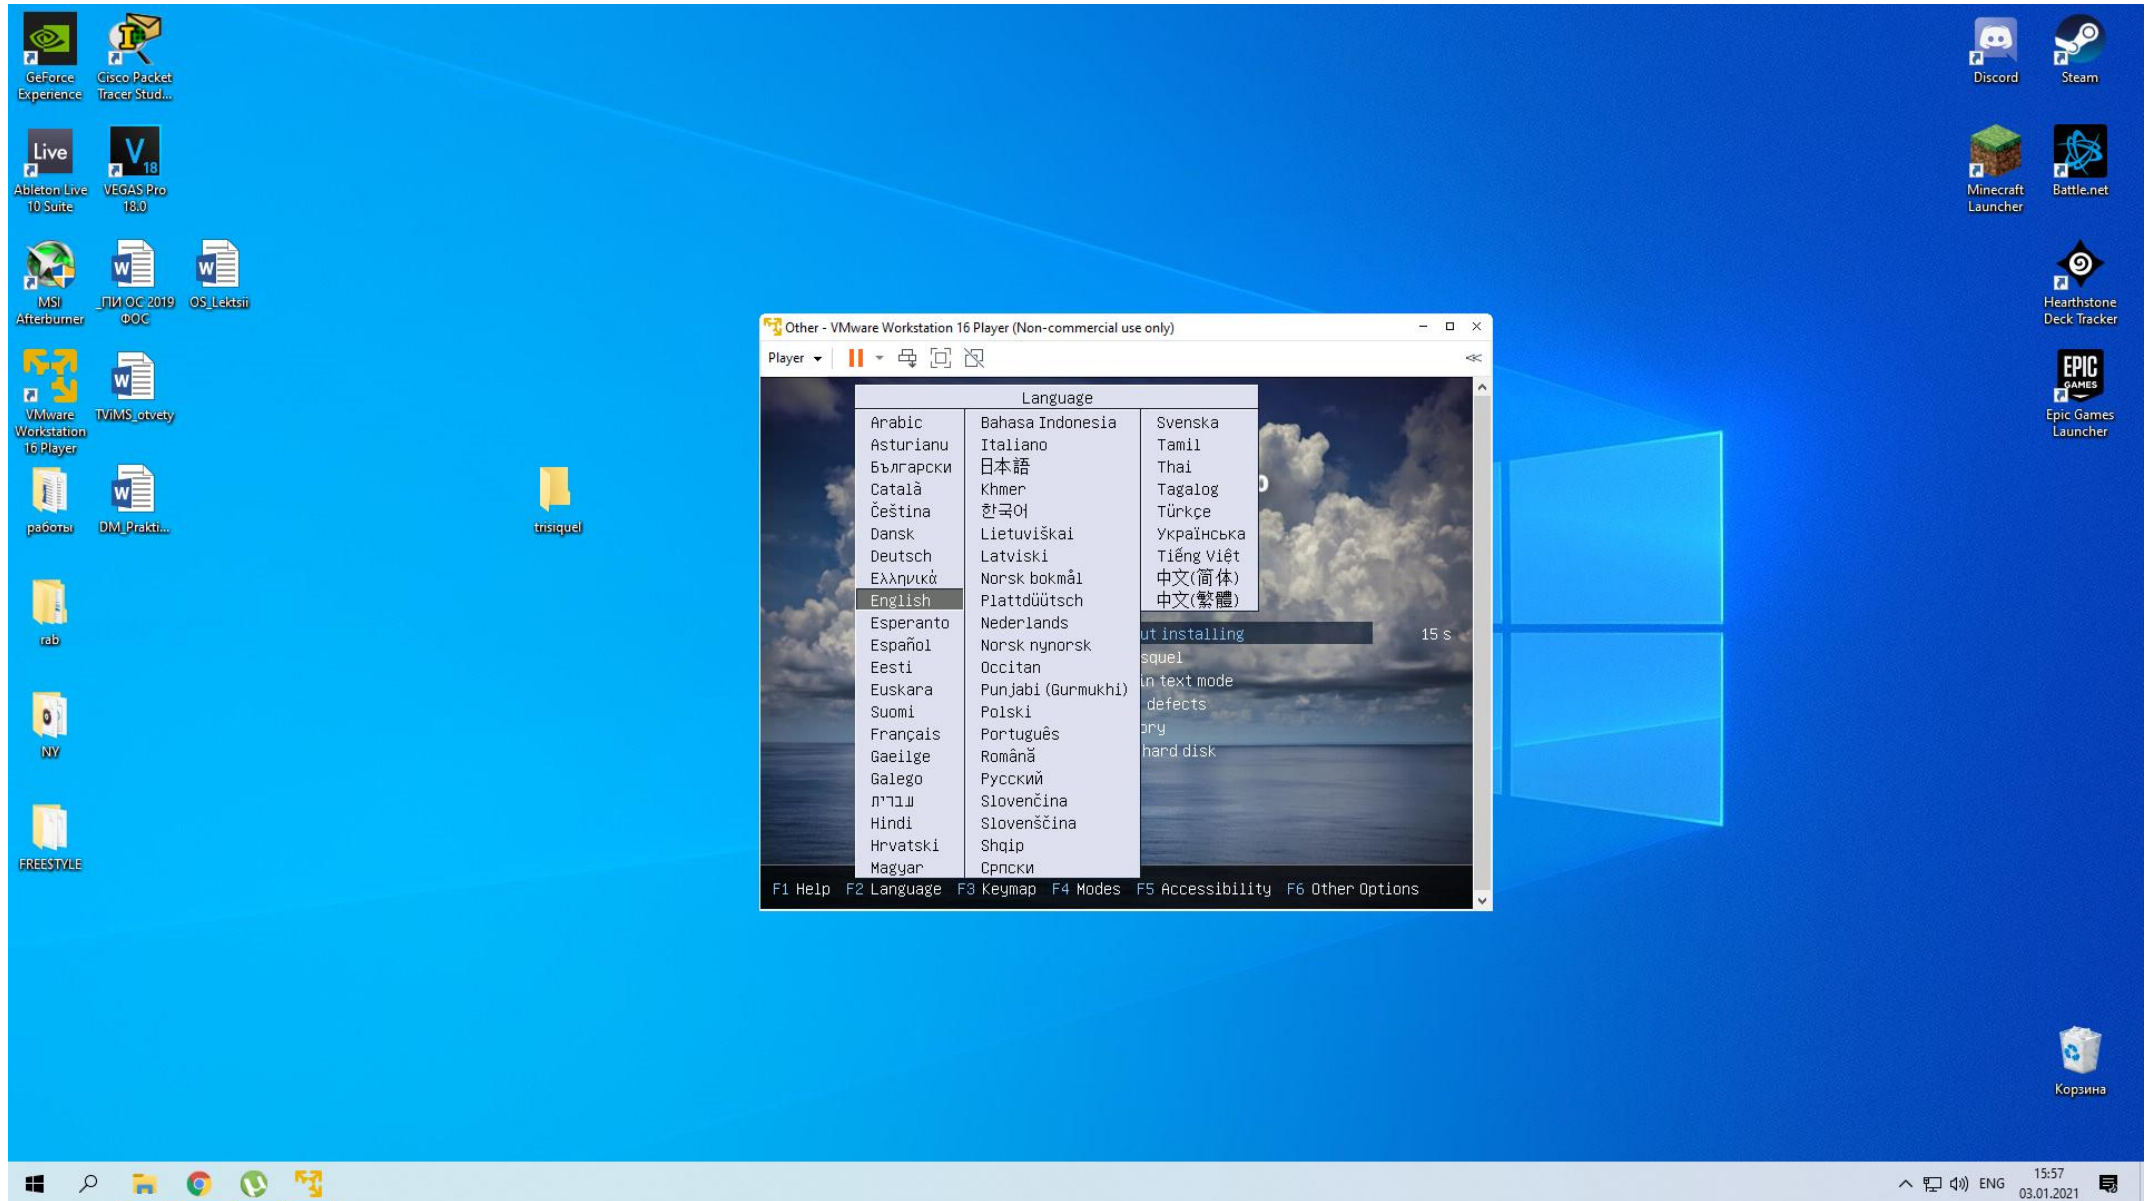 GeForce
Experience
Cisco Packet
Tracer Stud...
Live
Ableton Live
10 Suite
V
18
VEGAS Pro
18.0
MSI
Afterburner
W
_ПИ ОС 2019
ФОС
W
OS_Lektsii
VMware
Workstation
16 Player
W
TViMS_otvety
работы
W
DM_Prakti...
rab
NY
FREE$TYLE
trisiquel
Other - VMware Workstation 16 Player (Non-commercial use only)
Player
Language
Arabic
Asturianu
Български
Català
Čeština
Dansk
Deutsch
Ελληνικά
English
Esperanto
Español
Eesti
Euskara
Suomi
Français
Gaeilge
Galego
עברית
Hindi
Hrvatski
Magyar
Bahasa Indonesia
Italiano
日本語
Khmer
한국어
Lietuviškai
Latviski
Norsk bokmål
Plattdüütsch
Nederlands
Norsk nynorsk
Occitan
Punjabi (Gurmukhi)
Polski
Português
Română
Русский
Slovenčina
Slovenščina
Shqip
Српски
Svenska
Tamil
Thai
Tagalog
Türkçe
Українська
Tiếng Việt
中文(简体)
中文(繁體)
ut installing 15 s
squel
in text mode
defects
ory
hard disk
F1 Help F2 Language F3 Keymap F4 Modes F5 Accessibility F6 Other Options
Discord
Steam
Minecraft
Launcher
Battle.net
Hearthstone
Deck Tracker
EPIC
GAMES
Epic Games
Launcher
Корзина
ENG
15:57
03.01.2021